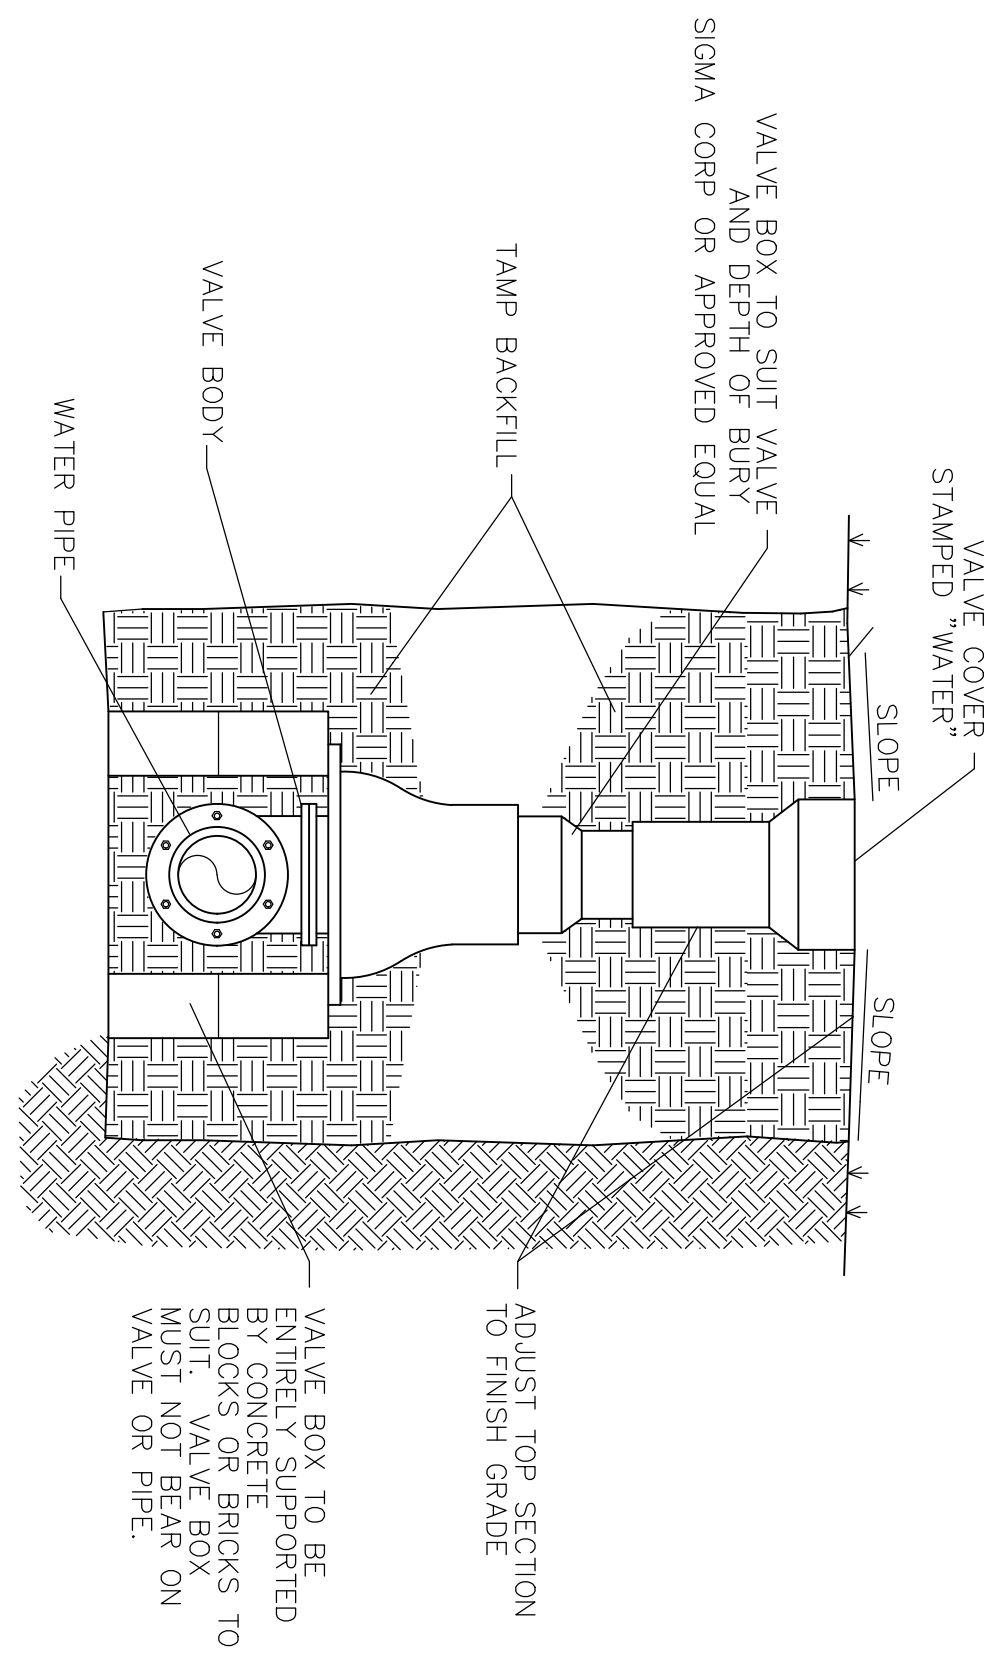 VALVE COVER
STAMPED "WATER"
SLOPE
SLOPE
VALVE BOX TO SUIT VALVE
AND DEPTH OF BURY
SIGMA CORP OR APPROVED EQUAL
TAMP BACKFILL
ADJUST TOP SECTION
TO FINISH GRADE
VALVE BODY
WATER PIPE
VALVE BOX TO BE
ENTIRELY SUPPORTED
BY CONCRETE
BLOCKS OR BRICKS TO
SUIT. VALVE BOX
MUST NOT BEAR ON
VALVE OR PIPE.